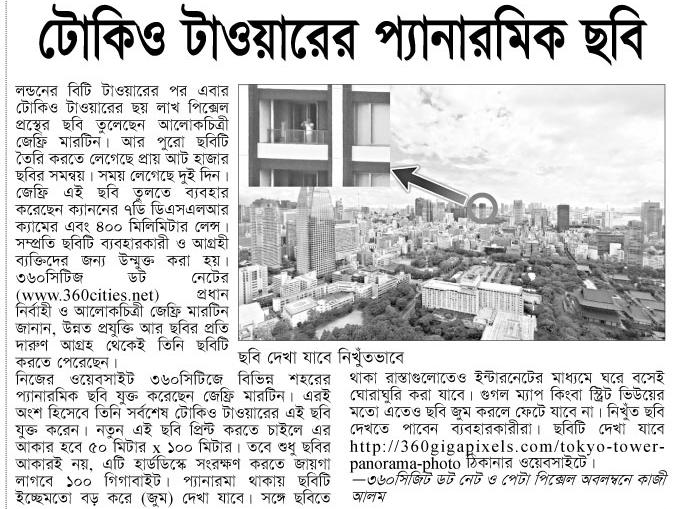 টোকিও টাওয়ারের প্যানারমিক ছবি
লন্ডনের বিটি টাওয়ারের পর এবার
টোকিও টাওয়ারের ছয় লাখ পিক্সেল
প্রস্থের ছবি তুলেছেন আলোকচিত্রী
জেফ্রি মারটিন। আর পুরো ছবিটি
তৈরি করতে লেগেছে প্রায় আট হাজার
ছবির সমন্বয়। সময় লেগেছে দুই দিন।
জেফ্রি এই ছবি তুলতে ব্যবহার
করেছেন ক্যাননের ৭ডি ডিএসএলআর
ক্যামের এবং ৪০০ মিলিমিটার লেন্স।
সম্প্রতি ছবিটি ব্যবহারকারী ও আগ্রহী
ব্যক্তিদের জন্য উন্মুক্ত করা হয়।
৩৬০সিটিজ ডট নেটের
(www.360cities.net) প্রধান
নির্বাহী ও আলোকচিত্রী জেফ্রি মারটিন
জানান, উন্নত প্রযুক্তি আর ছবির প্রতি
দারুণ আগ্রহ থেকেই তিনি ছবিটি
করতে পেরেছেন।
নিজের ওয়েবসাইট ৩৬০সিটিজে বিভিন্ন শহরের
প্যানারমিক ছবি যুক্ত করেছেন জেফ্রি মারটিন। এরই
অংশ হিসেবে তিনি সর্বশেষ টোকিও টাওয়ারের এই ছবি
যুক্ত করেন। নতুন এই ছবি প্রিন্ট করতে চাইলে এর
আকার হবে ৫০ মিটার x ১০০ মিটার। তবে শুধু ছবির
আকারই নয়, এটি হার্ডডিস্কে সংরক্ষণ করতে জায়গা
লাগবে ১০০ গিগাবাইট। প্যানারমা থাকায় ছবিটি
ইচ্ছেমতো বড় করে (জুম) দেখা যাবে। সঙ্গে ছবিতে
ছবি দেখা যাবে নিখুঁতভাবে
থাকা রাস্তাগুলোতেও ইন্টারনেটের মাধ্যমে ঘরে বসেই
ঘোরাঘুরি করা যাবে। গুগল ম্যাপ কিংবা স্ট্রিট ভিউয়ের
মতো এতেও ছবি জুম করলে ফেটে যাবে না। নিখুঁত ছবি
দেখতে পাবেন ব্যবহারকারীরা। ছবিটি দেখা যাবে
http://360gigapixels.com/tokyo-tower-
panorama-photo ঠিকানার ওয়েবসাইটে।
—৩৬০সিজিট ডট নেট ও পেটা পিক্সেল অবলম্বনে কাজী
আলম